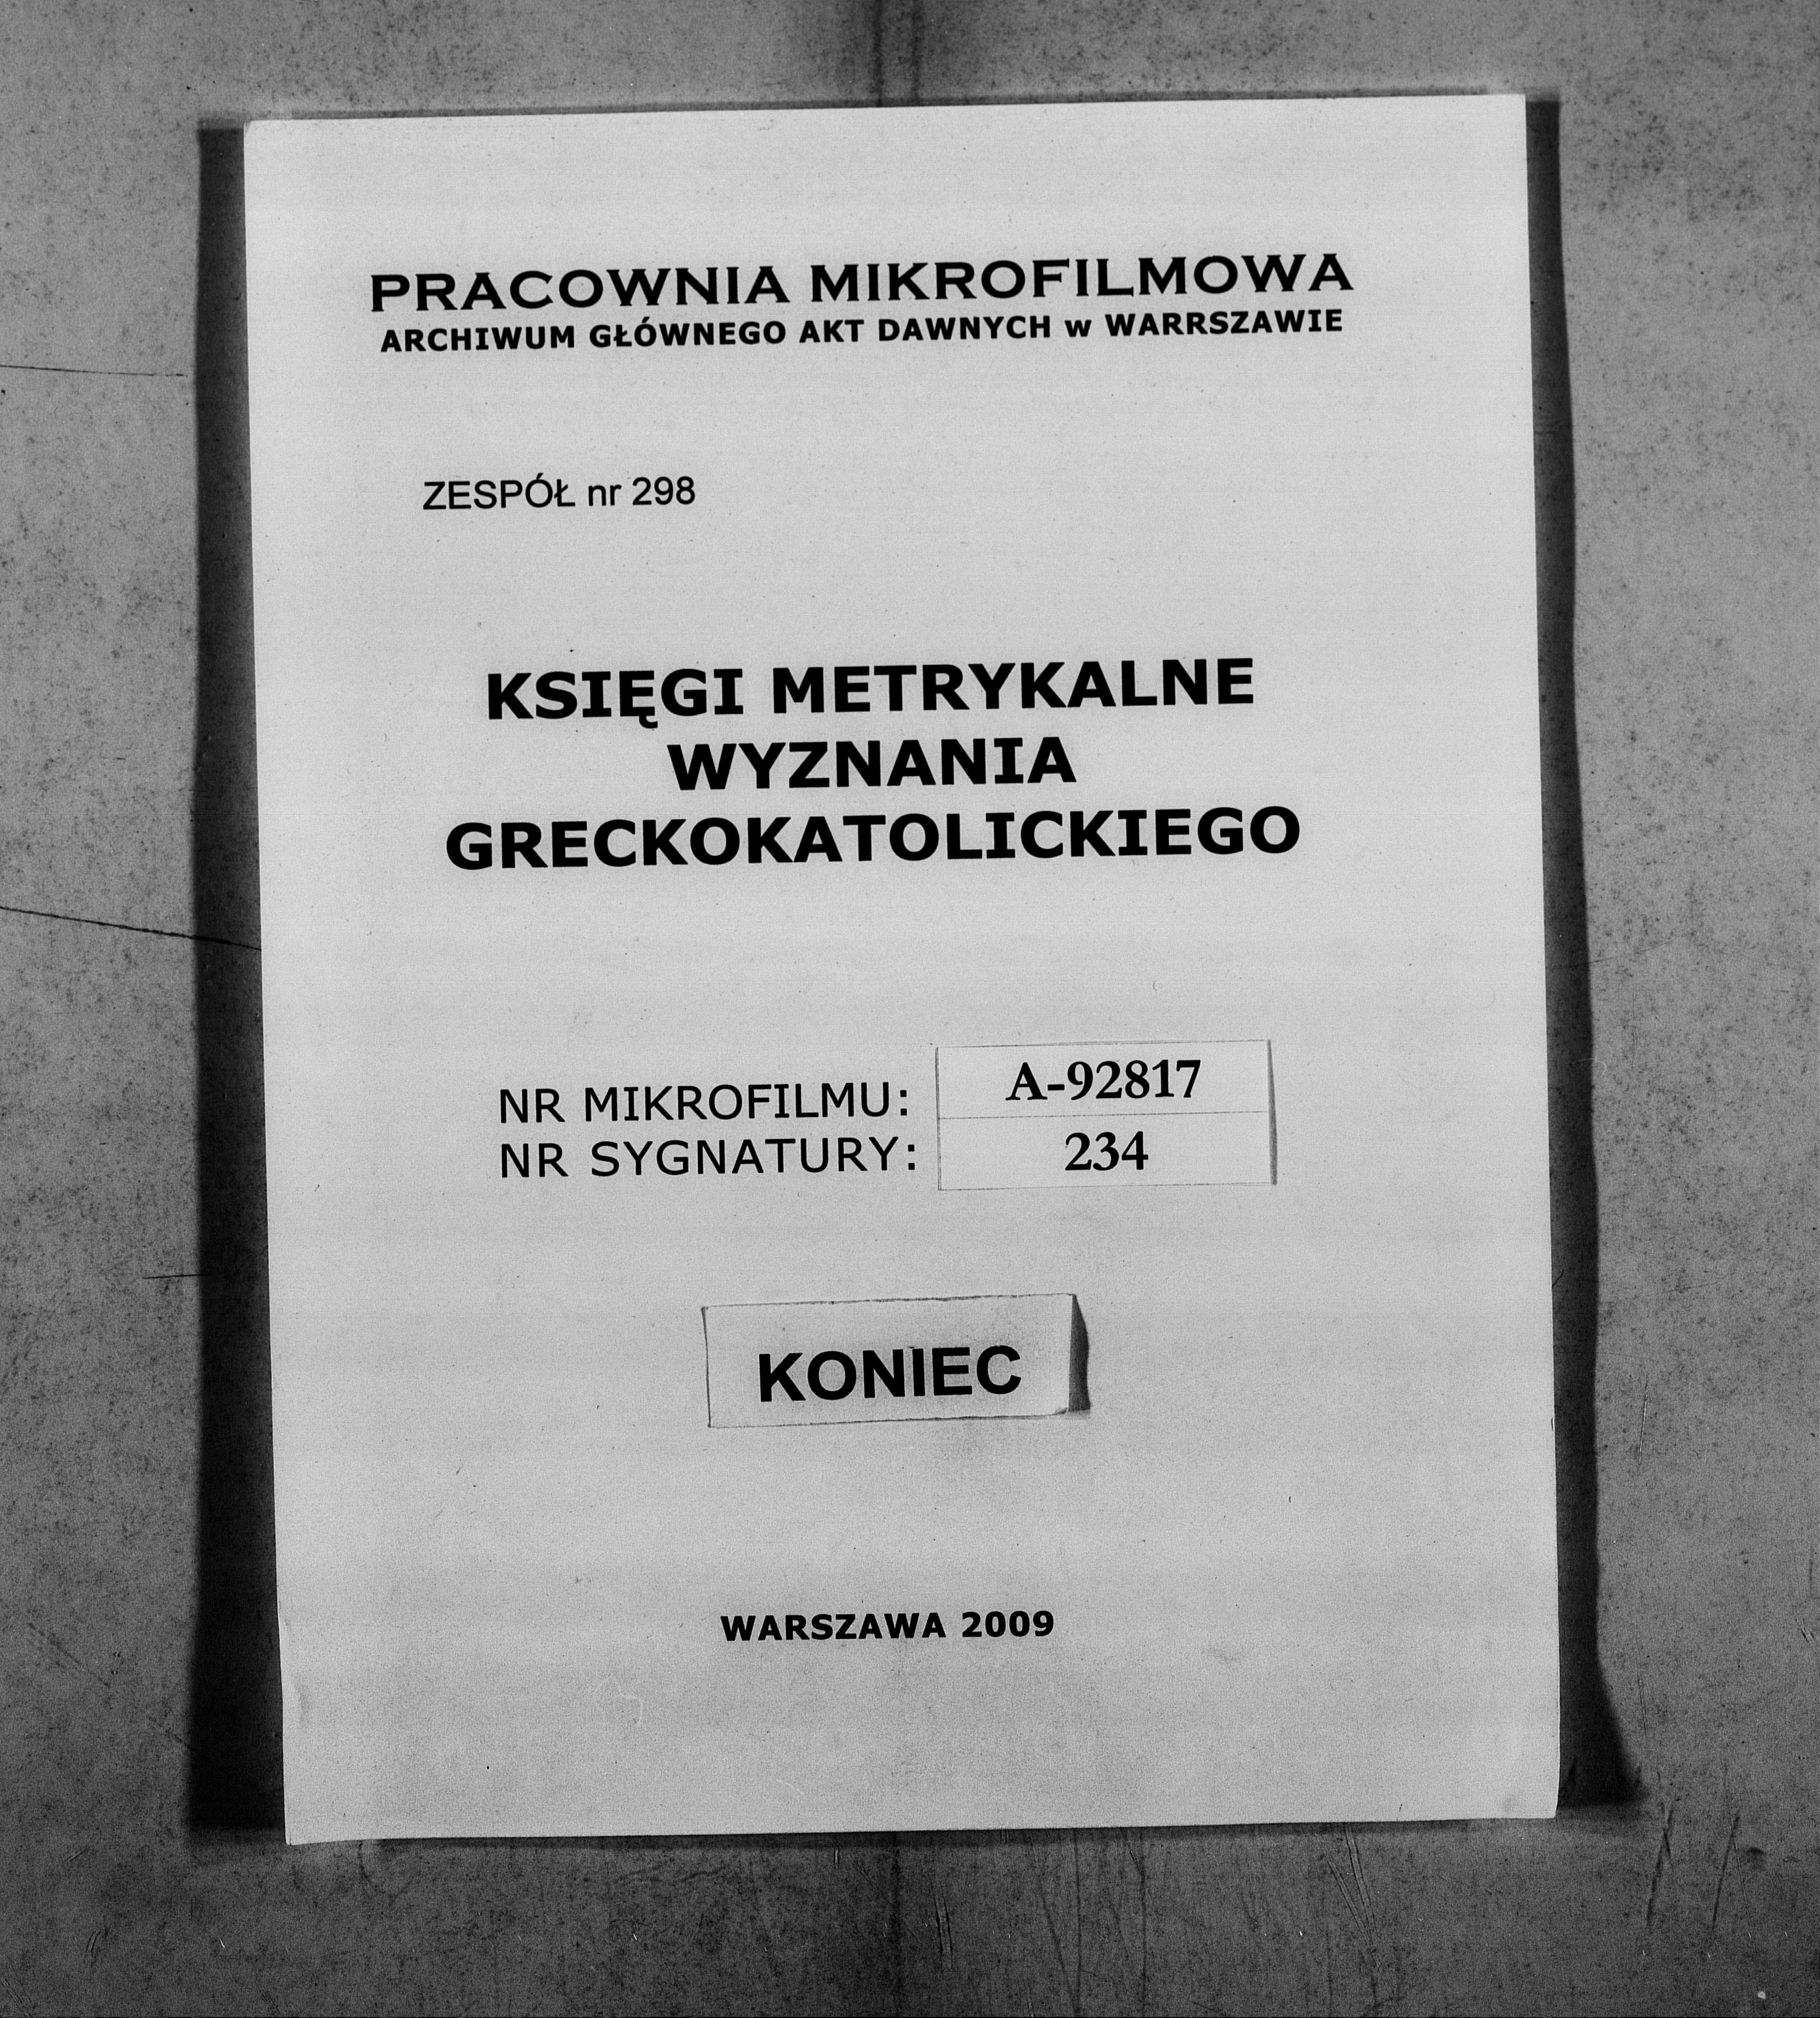 PRACOWNIA MIKROFILMOWA
ARCHIWUM GŁÓWNEGO AKT DAWNYCH w WARRSZAWIE
ZESPÓŁ nr 298
KSIĘGI METRYKALNE
WYZNANIA
GRECKOKATOLICKIEGO
NR MIKROFILMU: A-92817
NR SYGNATURY: 234
KONIEC
WARSZAWA 2009